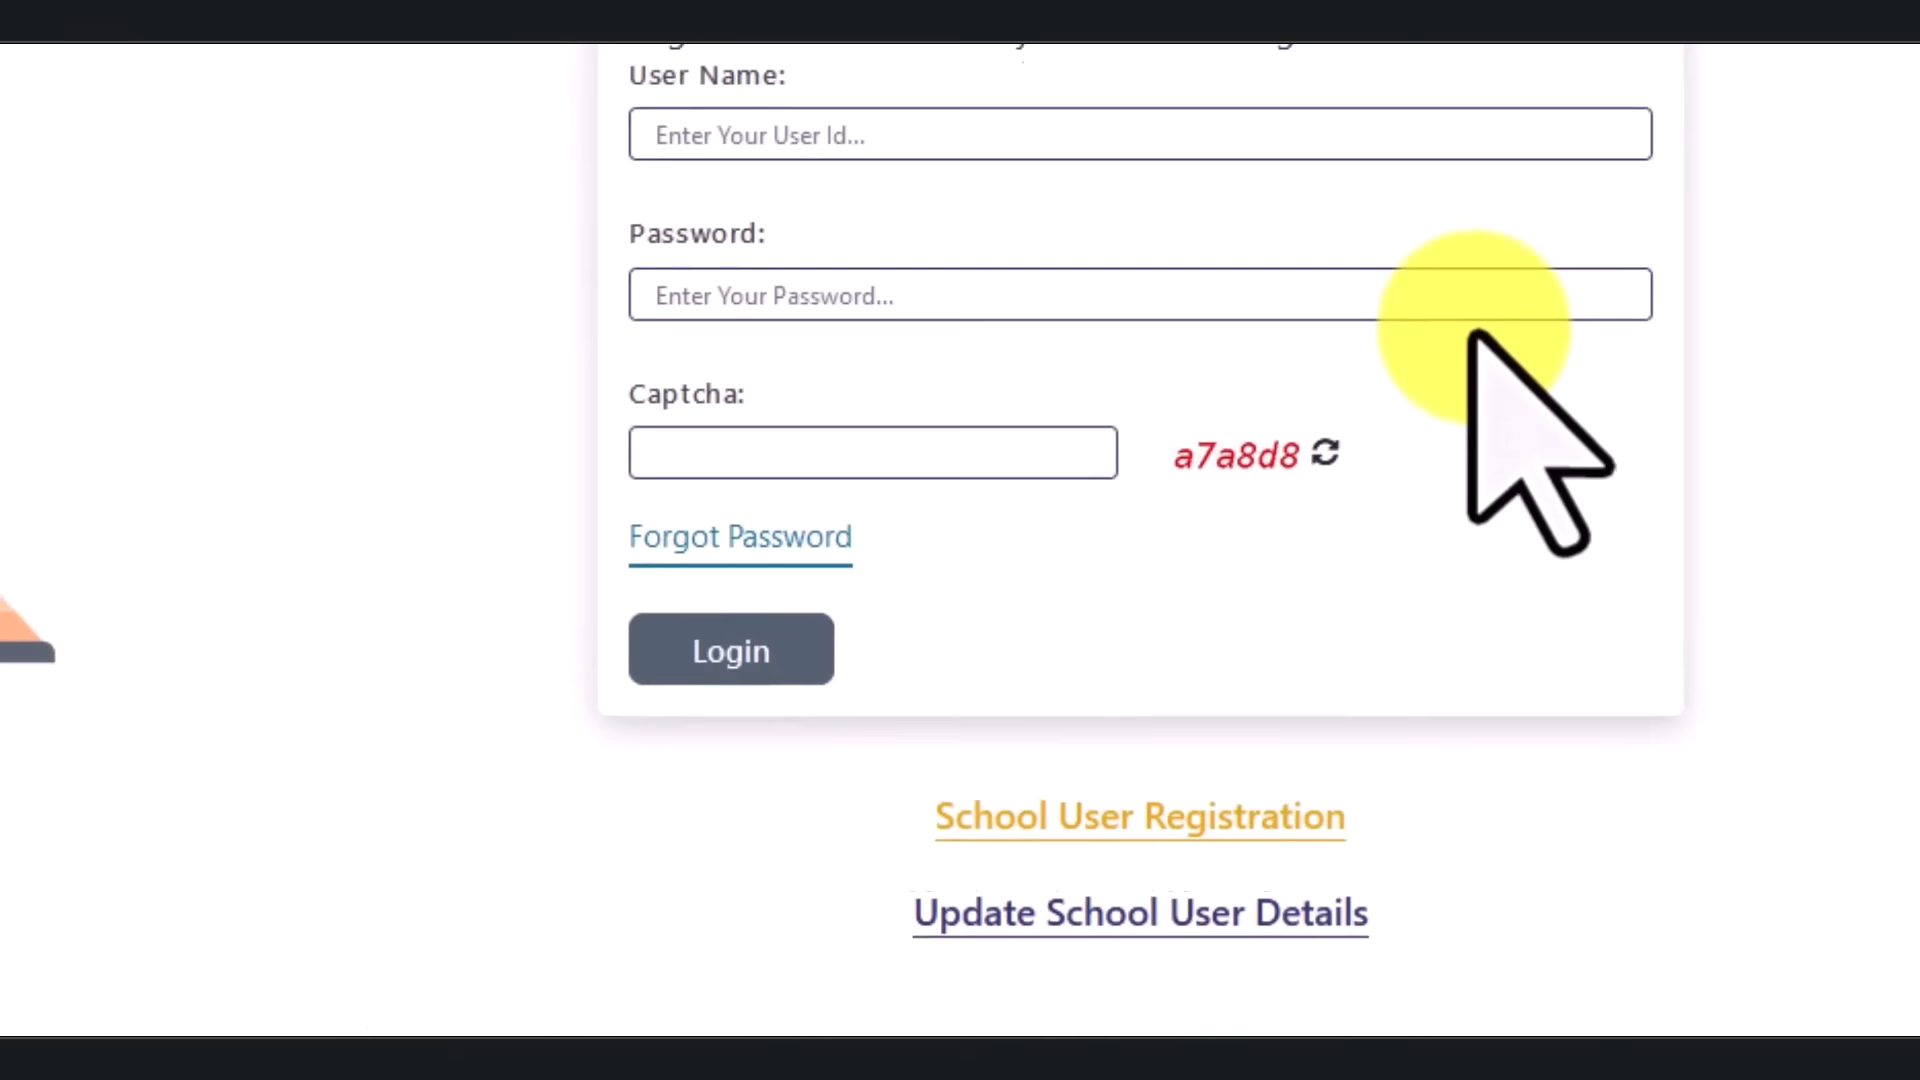 User Name:
Enter Your User Id...
Password:
Enter Your Password...
Captcha:
a7a8d8
Forgot Password
Login
School User Registration
Update School User Details